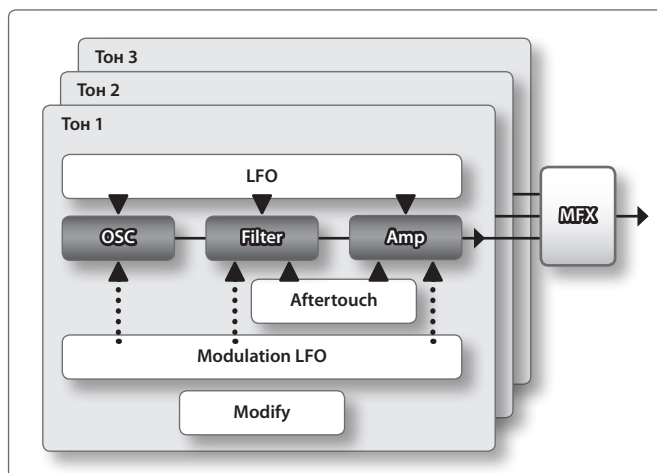 Тон 3
Тон 2
Тон 1
LFO
OSC
Filter
Amp
MFX
Aftertouch
Modulation LFO
Modify